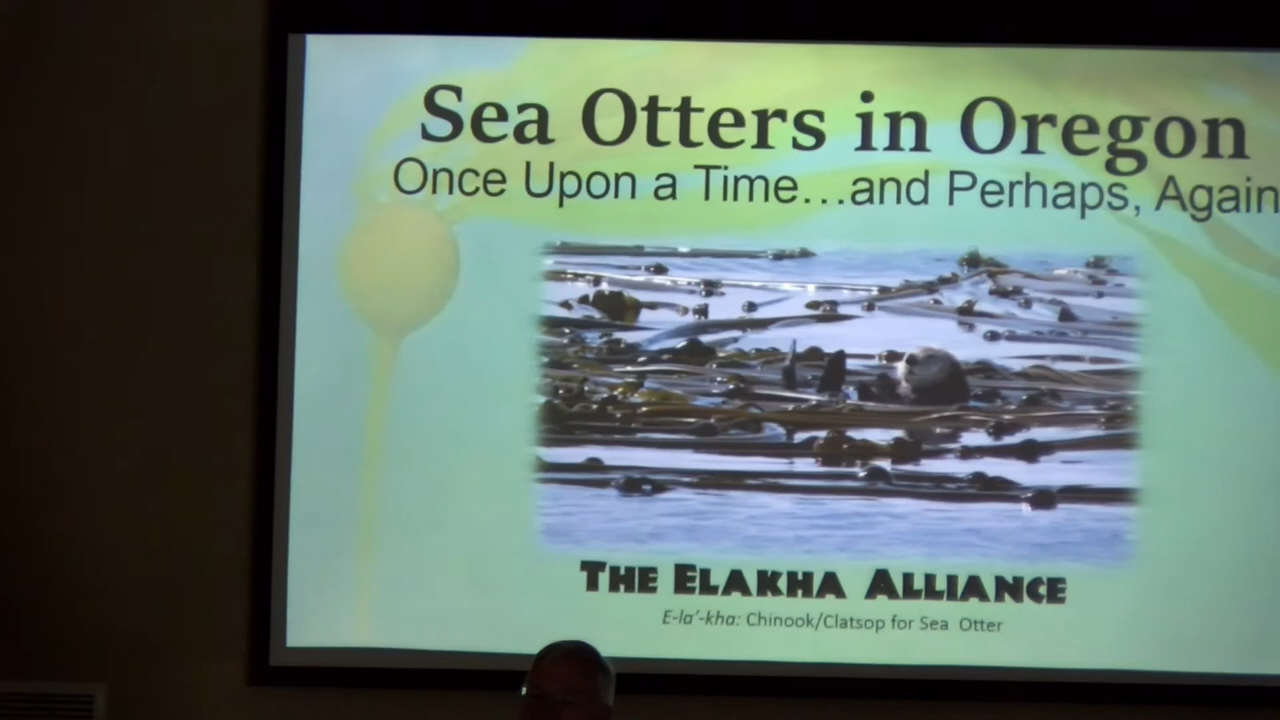 Sea Otters in Oregon
Once Upon a Time...and Perhaps, Again
THE ELAKHA ALLIANCE
E-la'-kha: Chinook/Clatsop for Sea Otter